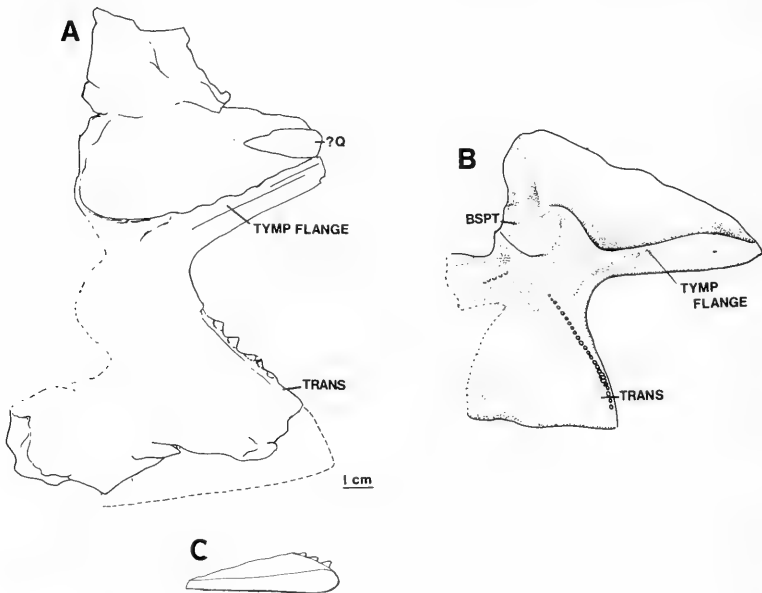 A
?Q
TYMP FLANGE
TRANS
1 cm
B
BSPT
TYMP
FLANGE
TRANS
C